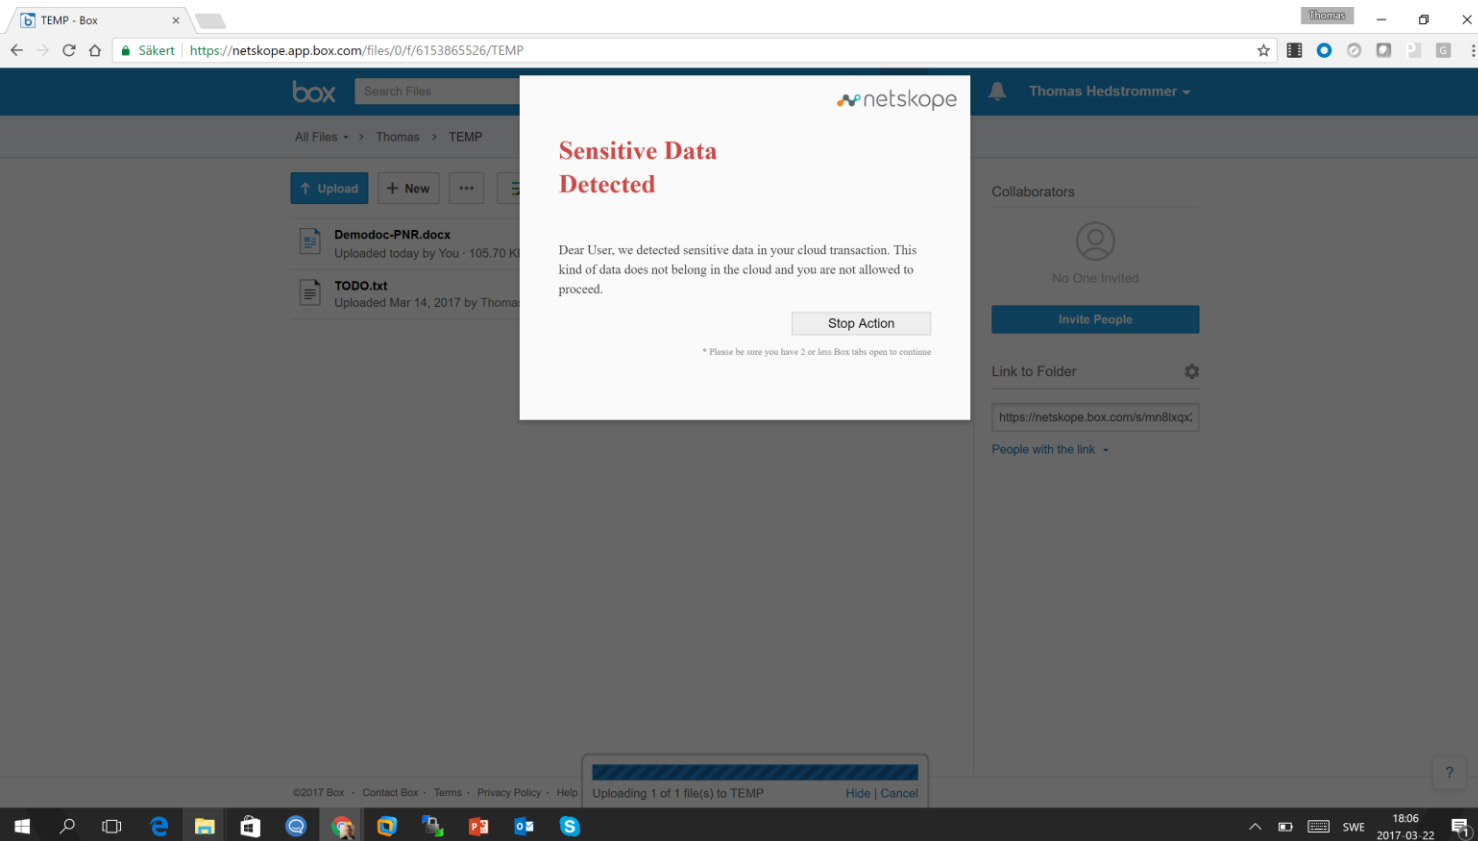 TEMP - Box
Thomas
Säkert
https://netskope.app.box.com/files/0/f/6153865526/TEMP
box
Search Files
netskope
Thomas Hedstrommer
All Files > Thomas > TEMP
Sensitive Data
Detected
Upload
+ New
Collaborators
Demodoc-PNR.docx
Uploaded today by You · 105.70 K
Dear User, we detected sensitive data in your cloud transaction. This
kind of data does not belong in the cloud and you are not allowed to
proceed.
No One Invited
TODO.txt
Uploaded Mar 14, 2017 by Thoma
Stop Action
Invite People
* Please be sure you have 2 or less Box tabs open to continue
Link to Folder
https://netskope.box.com/s/mn8lxqx
People with the link
©2017 Box · Contact Box · Terms · Privacy Policy · Help
Uploading 1 of 1 file(s) to TEMP
Hide | Cancel
?
SWE
18:06
2017-03-22